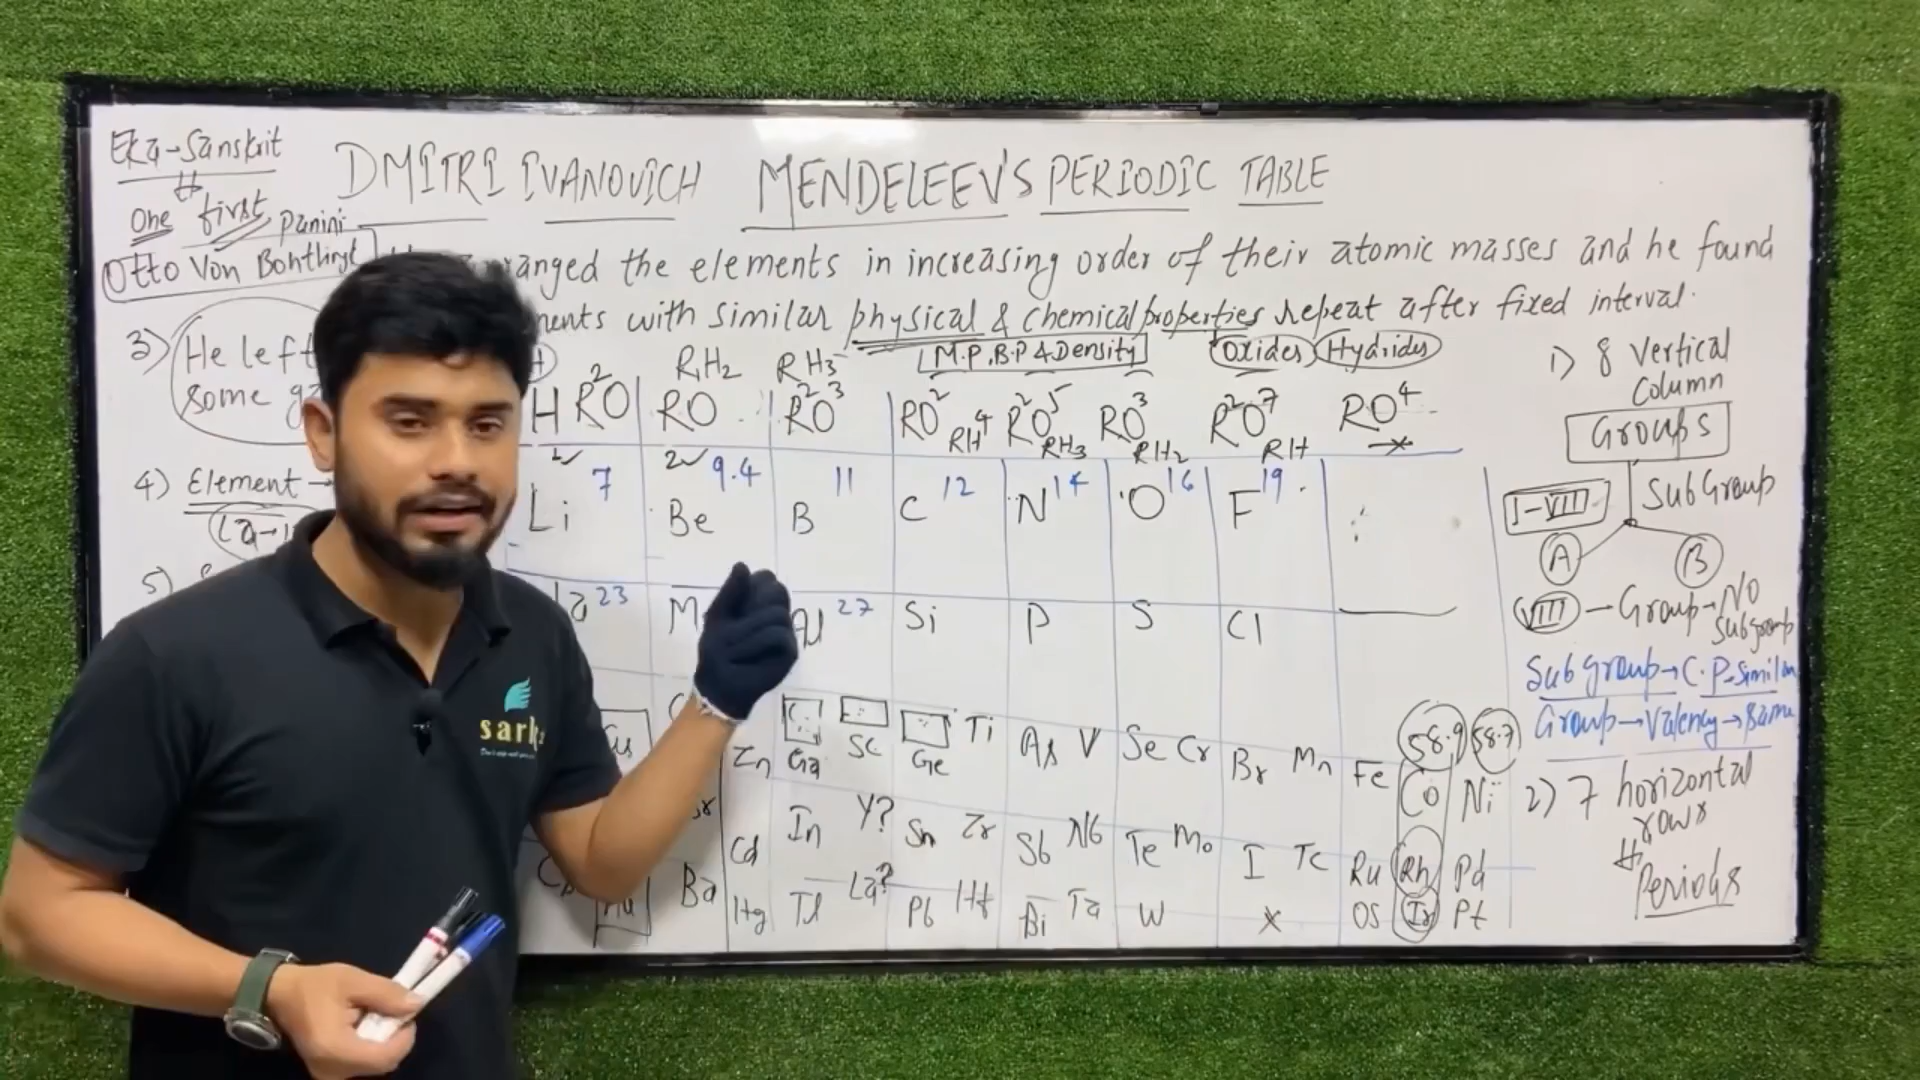 Eka-Sanskrit
One first
Panini
Otto Von Bohtlingt
DMITRI IVANOVICH MENDELEEV'S PERIODIC TABLE
ranged the elements in increasing order of their atomic masses and he found
ments with similar physical & chemical properties repeat after fixed interval.
M.P, B.P & Density Oxides Hydrides
3) He left
some
4) Element →
5)
RH2 RH3
H R²O RO R²O³ RO² R²O⁵ RO³ R²O⁷ RO⁴
RH⁴ RH3 RH2 RH
Li 7 Be 9.4 B 11 C 12 N 14 O 16 F 19
23 Al 27 Si P S Cl
Zn Ga Sc Ge Ti As V Se Cr Br Mn Fe Co 58.9 Ni 58.7
Cd In Y? Sn Zr Sb Nb Te Mo I Tc Ru Rh Pd
Ba Hg Tl La? Pb Hf Bi Ta W × Os Ir Pt
1) 8 Vertical
Column
Groups
I-VII SubGroup
A B
VIII - Group → No
Subgroup
Sub group → C.P-Similar
Group → Valency → Same
2) 7 horizontal
rows
Periods